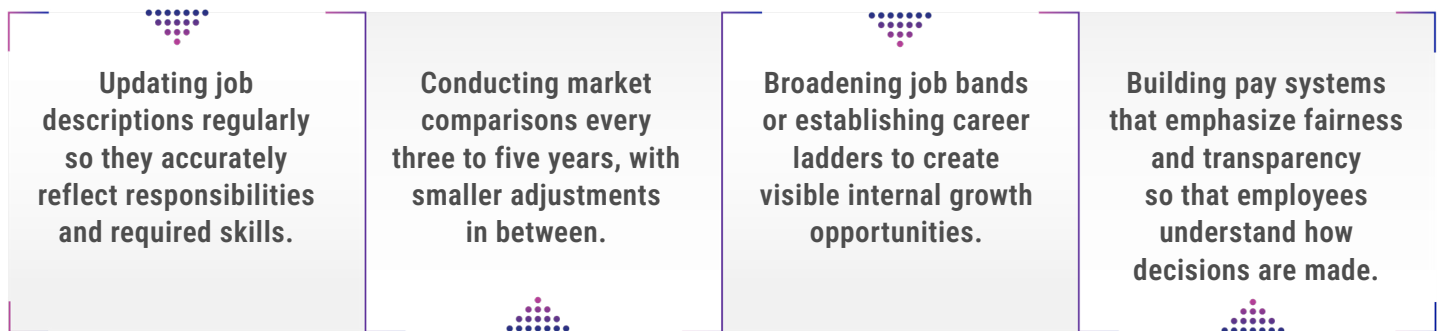 Updating job
descriptions regularly
so they accurately
reflect responsibilities
and required skills.
Conducting market
comparisons every
three to five years, with
smaller adjustments
in between.
Broadening job bands
or establishing career
ladders to create
visible internal growth
opportunities.
Building pay systems
that emphasize fairness
and transparency
so that employees
understand how
decisions are made.